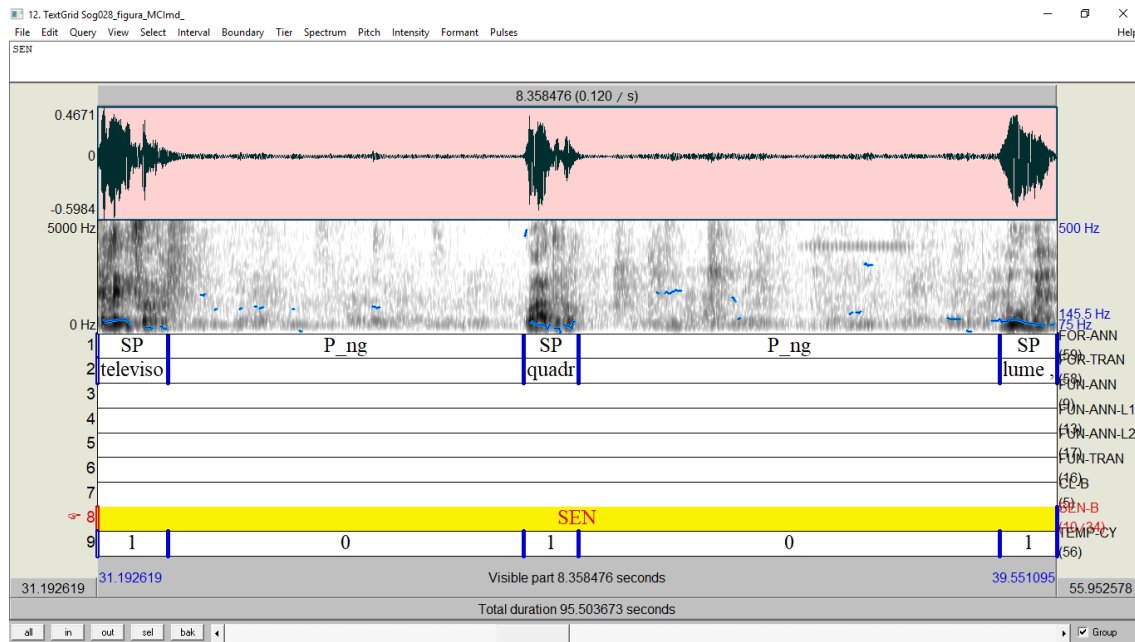 12. TextGrid Sog028_figura_MCImd_
File Edit Query View Select Interval Boundary Tier Spectrum Pitch Intensity Formant Pulses Help
SEN
8.358476 (0.120 / s)
0.4671
0
-0.5984
5000 Hz 500 Hz
0 Hz 145.5 Hz
75 Hz
1 SP P_ng SP P_ng SP FOR-ANN
(59)
2 televiso quadr lume , FOR-TRAN
(58)
3 FUN-ANN
(9)
4 FUN-ANN-L1
(13)
5 FUN-ANN-L2
(17)
6 FUN-TRAN
(16)
7 CL-B
(5)
8 SEN SEN-B
(10 /34)
9 1 0 1 0 1 TEMP-CY
(56)
31.192619 Visible part 8.358476 seconds 39.551095
31.192619 55.952578
Total duration 95.503673 seconds
all in out sel bak Group